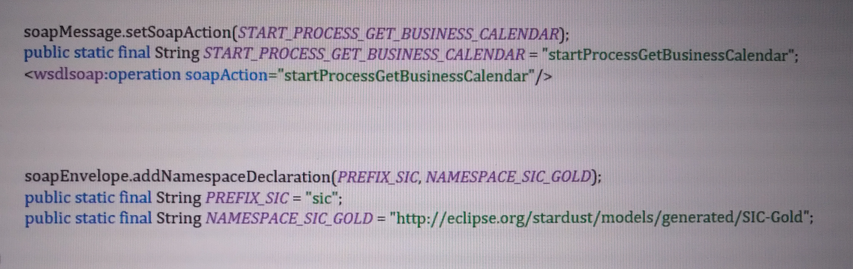 soapMessage.setSoapAction(START_PROCESS_GET_BUSINESS_CALENDAR);
public static final String START_PROCESS_GET_BUSINESS_CALENDAR = "startProcessGetBusinessCalendar";
<wsdlsoap:operation soapAction="startProcessGetBusinessCalendar"/>
soapEnvelope.addNamespaceDeclaration(PREFIX_SIC, NAMESPACE_SIC_GOLD);
public static final String PREFIX_SIC = "sic";
public static final String NAMESPACE_SIC_GOLD = "http://eclipse.org/stardust/models/generated/SIC-Gold";